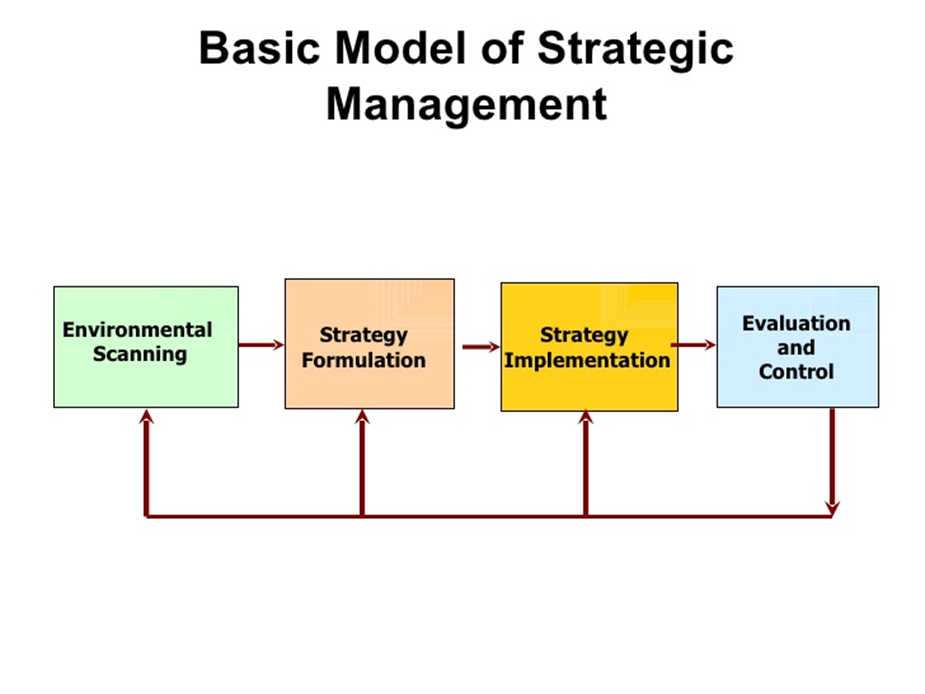 Basic Model of Strategic
Management
Environmental
Scanning
Strategy
Formulation
Strategy
Implementation
Evaluation
and
Control